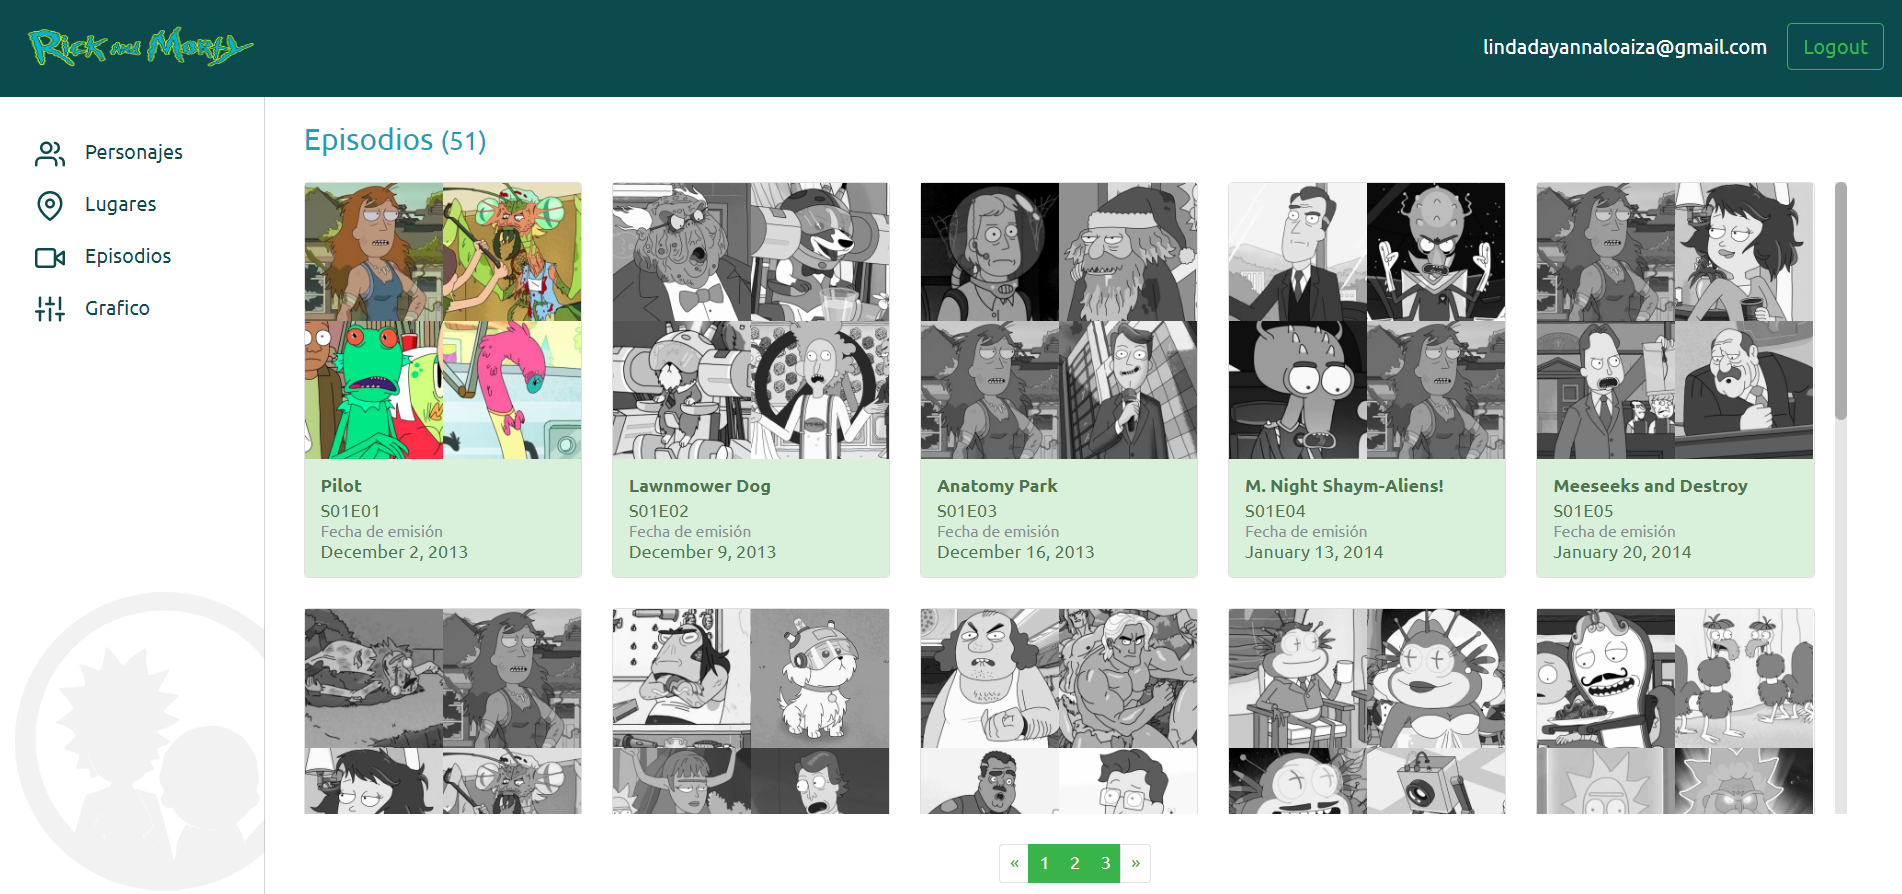 Rick and Morty
lindadayannaloaiza@gmail.com
Logout
Personajes
Lugares
Episodios
Grafico
Episodios (51)
Pilot
S01E01
Fecha de emisión
December 2, 2013
Lawnmower Dog
S01E02
Fecha de emisión
December 9, 2013
Anatomy Park
S01E03
Fecha de emisión
December 16, 2013
M. Night Shaym-Aliens!
S01E04
Fecha de emisión
January 13, 2014
Meeseeks and Destroy
S01E05
Fecha de emisión
January 20, 2014
« 1 2 3 »